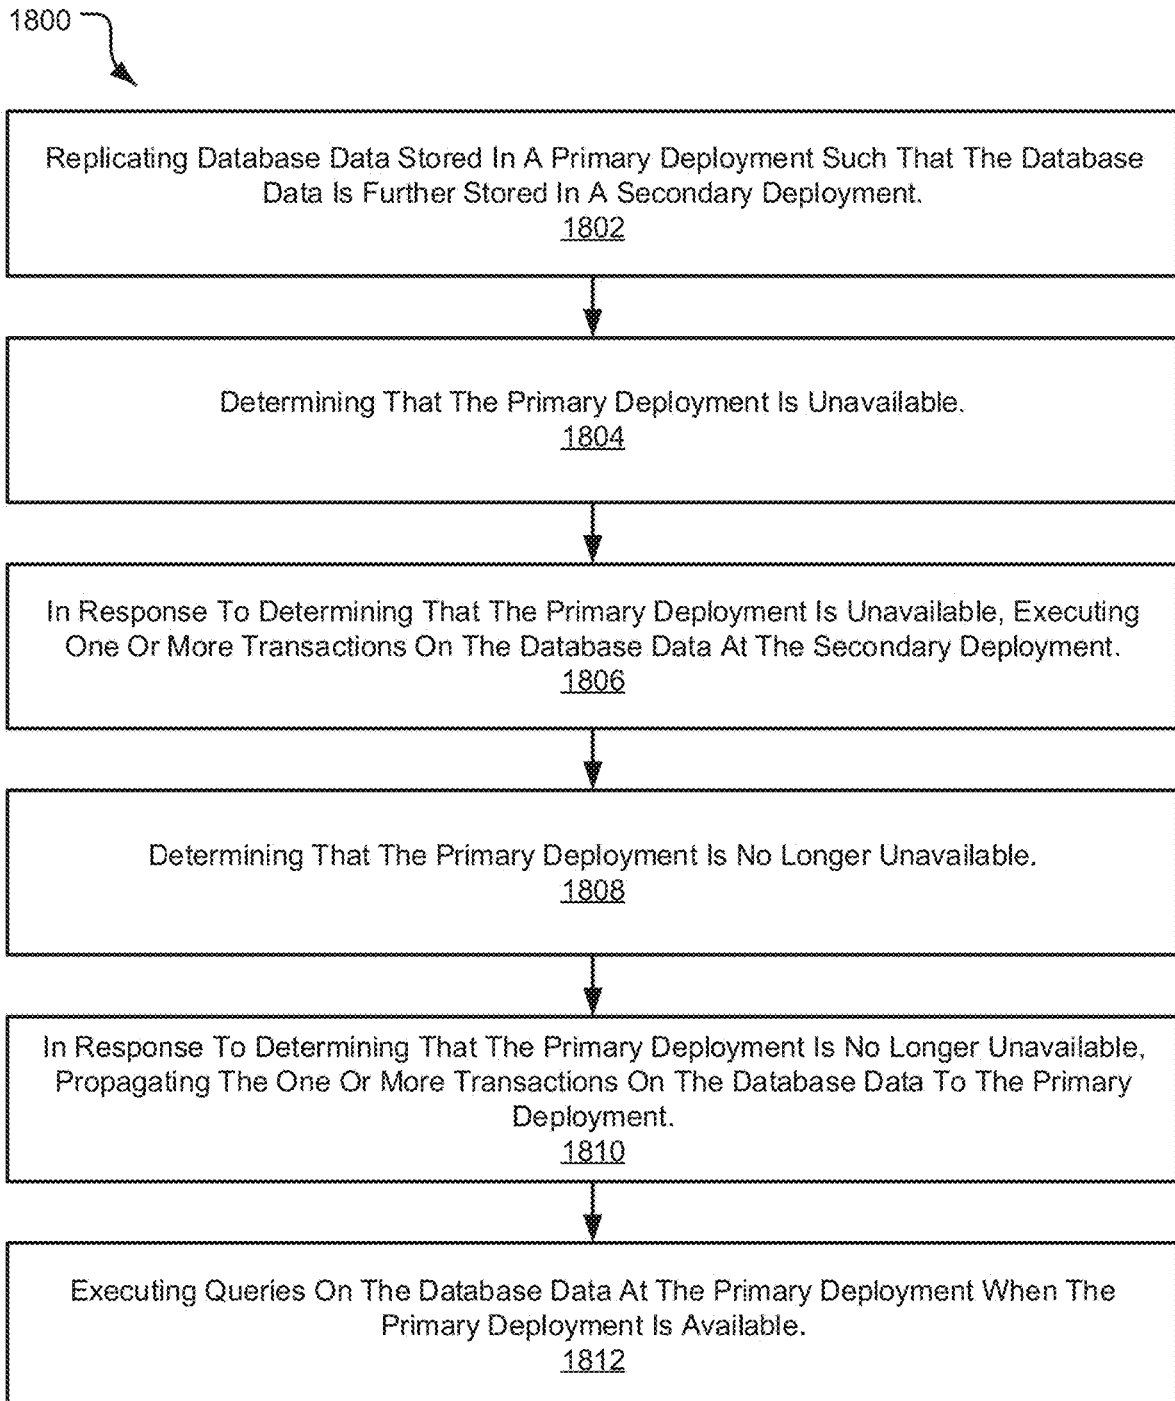 1800
Replicating Database Data Stored In A Primary Deployment Such That The Database
Data Is Further Stored In A Secondary Deployment.
1802
Determining That The Primary Deployment Is Unavailable.
1804
In Response To Determining That The Primary Deployment Is Unavailable, Executing
One Or More Transactions On The Database Data At The Secondary Deployment.
1806
Determining That The Primary Deployment Is No Longer Unavailable.
1808
In Response To Determining That The Primary Deployment Is No Longer Unavailable,
Propagating The One Or More Transactions On The Database Data To The Primary
Deployment.
1810
Executing Queries On The Database Data At The Primary Deployment When The
Primary Deployment Is Available.
1812